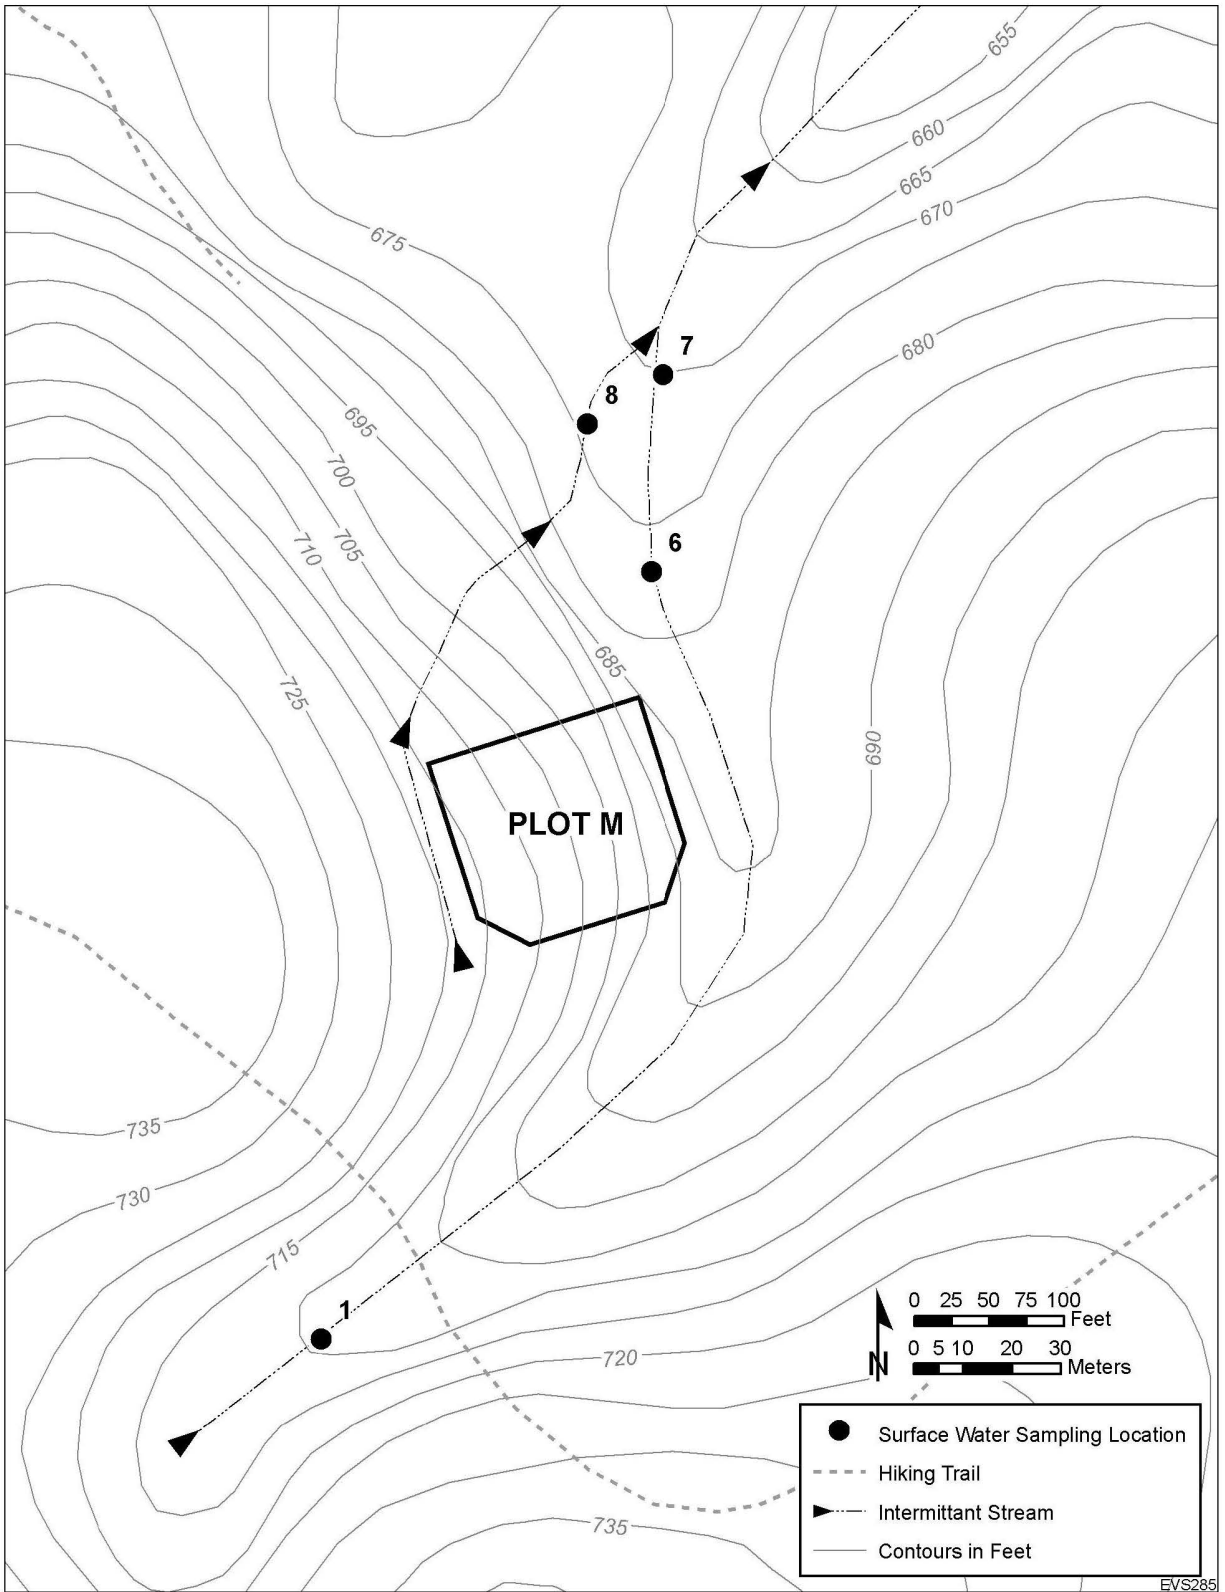 655
660
665
670
675
680
7
8
695
700
705
710
6
685
725
690
PLOT M
735
730
715
1
720
735
N
0 25 50 75 100
Feet
0 5 10 20 30
Meters
Surface Water Sampling Location
Hiking Trail
Intermittant Stream
Contours in Feet
EVS285